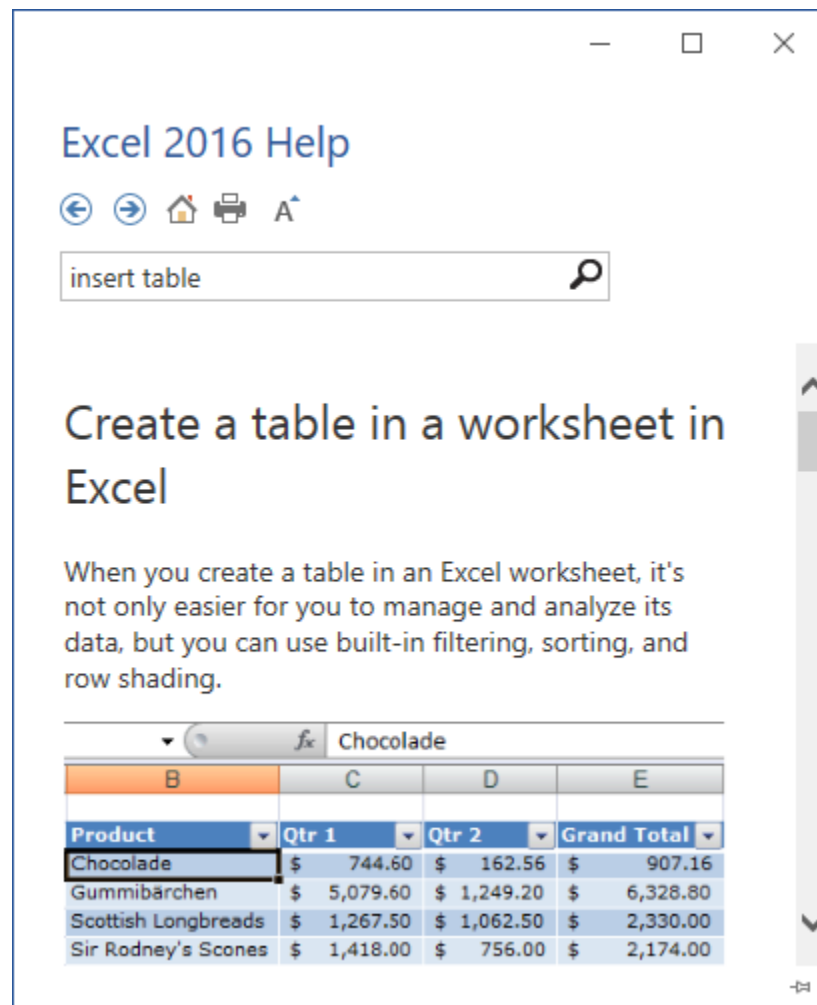 Excel 2016 Help
A
insert table
Create a table in a worksheet in
Excel
When you create a table in an Excel worksheet, it's
not only easier for you to manage and analyze its
data, but you can use built-in filtering, sorting, and
row shading.
fx Chocolade
B C D E
Product Qtr 1 Qtr 2 Grand Total
Chocolade $ 744.60 $ 162.56 $ 907.16
Gummibärchen $ 5,079.60 $ 1,249.20 $ 6,328.80
Scottish Longbreads $ 1,267.50 $ 1,062.50 $ 2,330.00
Sir Rodney's Scones $ 1,418.00 $ 756.00 $ 2,174.00